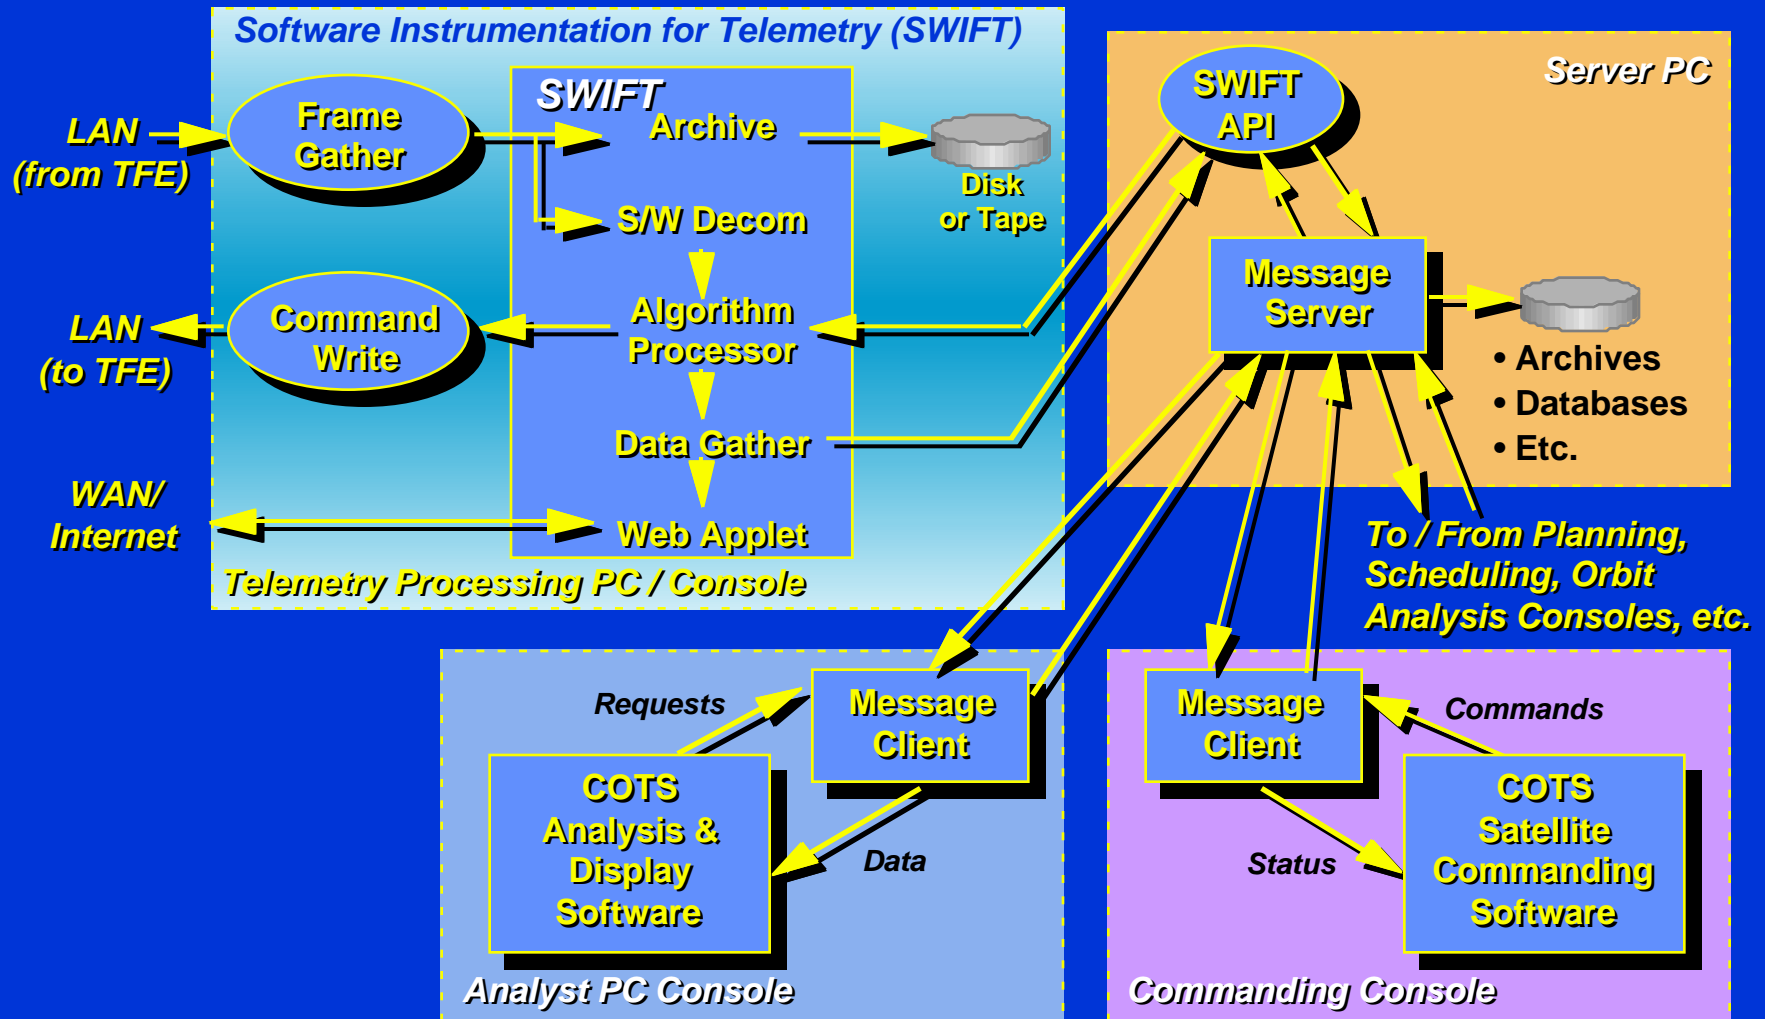 Software Instrumentation for Telemetry (SWIFT)
LAN
(from TFE)
Frame
Gather
SWIFT
Archive
Disk
or Tape
S/W Decom
LAN
(to TFE)
Command
Write
Algorithm
Processor
Data Gather
WAN/
Internet
Web Applet
Telemetry Processing PC / Console
Server PC
SWIFT
API
Message
Server
• Archives
• Databases
• Etc.
To / From Planning,
Scheduling, Orbit
Analysis Consoles, etc.
Requests
Message
Client
COTS
Analysis &
Display
Software
Data
Analyst PC Console
Message
Client
Commands
COTS
Satellite
Commanding
Software
Status
Commanding Console